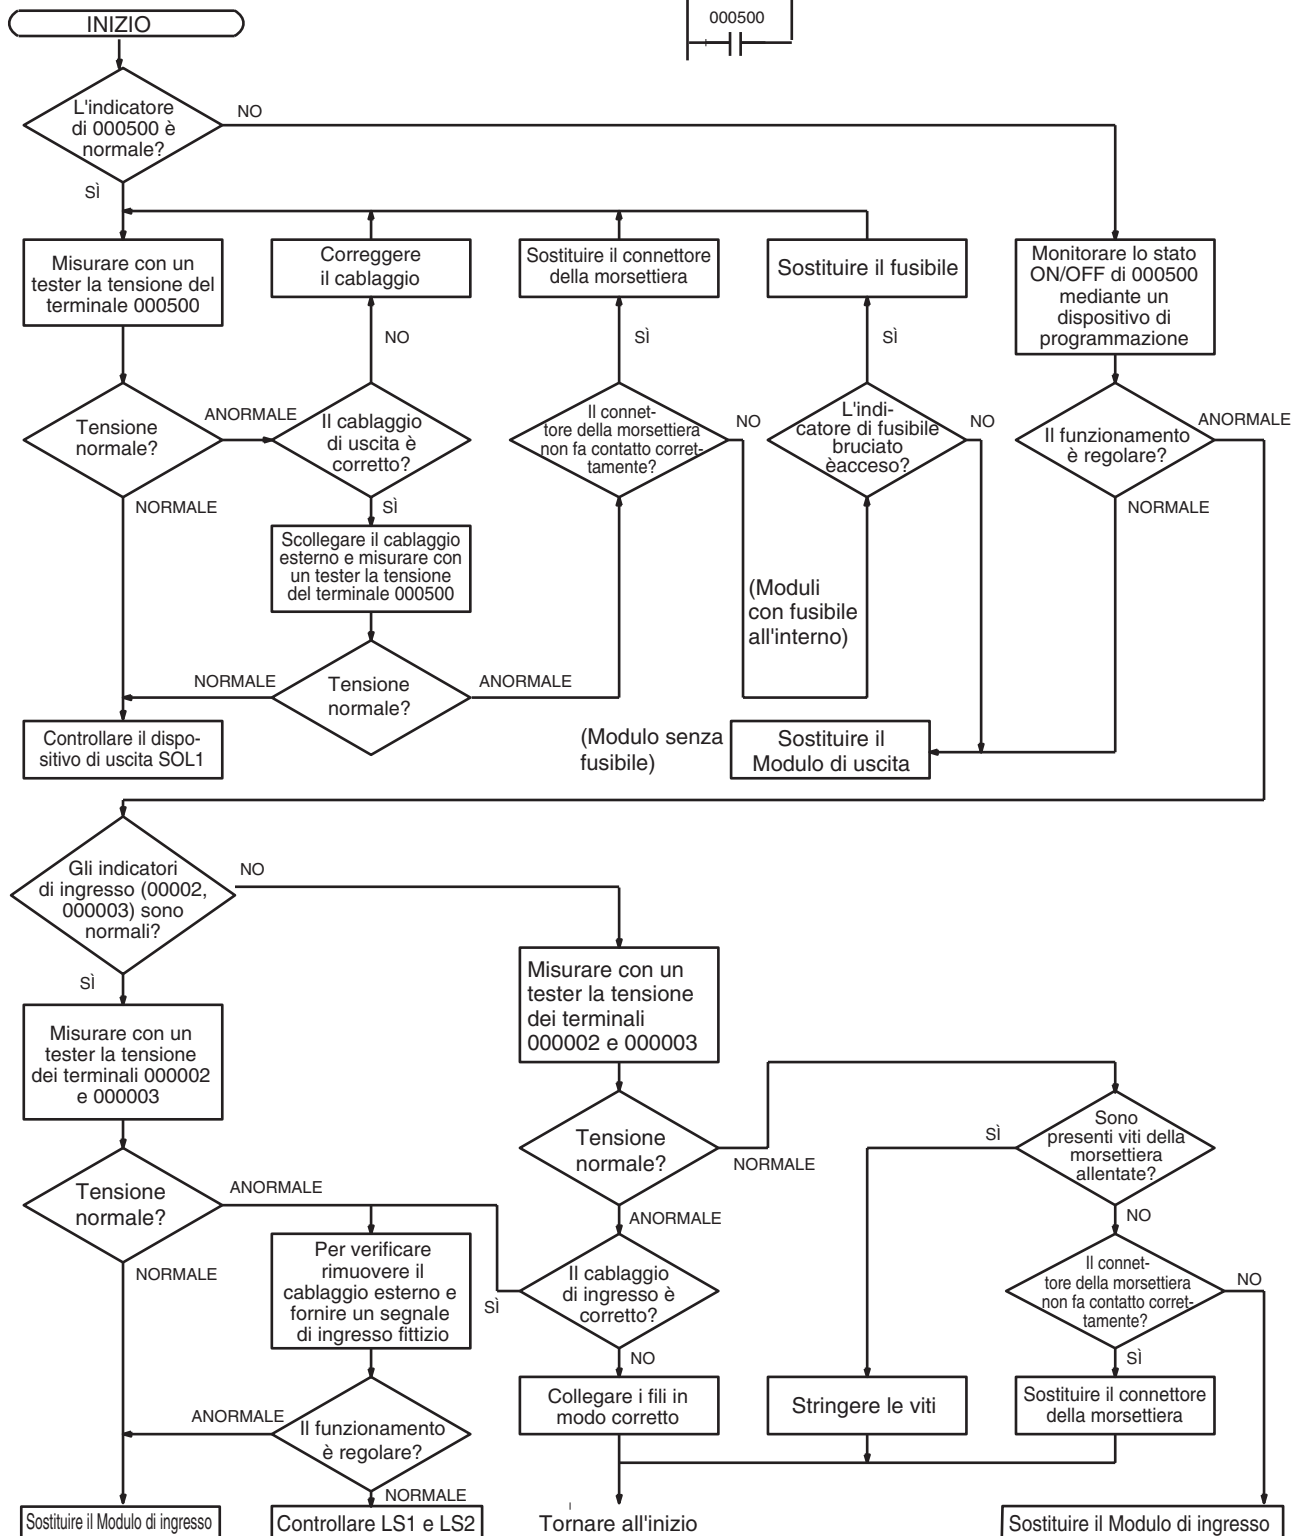 INIZIO
000500
L'indicatore
di 000500 è
normale?
NO
SÌ
Misurare con un
tester la tensione del
terminale 000500
Correggere
il cablaggio
Sostituire il connettore
della morsettiera
Sostituire il fusibile
Monitorare lo stato
ON/OFF di 000500
mediante un
dispositivo di
programmazione
NO
SÌ
SÌ
Tensione
normale?
ANORMALE
Il cablaggio
di uscita è
corretto?
Il connet-
tore della morsettiera
non fa contatto corret-
tamente?
NO
L'indi-
catore di fusibile
bruciato
èacceso?
NO
Il funzionamento
è regolare?
ANORMALE
NORMALE
SÌ
NORMALE
Scollegare il cablaggio
esterno e misurare con
un tester la tensione
del terminale 000500
(Moduli
con fusibile
all'interno)
NORMALE
Tensione
normale?
ANORMALE
Controllare il dispo-
sitivo di uscita SOL1
(Modulo senza
fusibile)
Sostituire il
Modulo di uscita
Gli indicatori
di ingresso (00002,
000003) sono
normali?
NO
SÌ
Misurare con un
tester la tensione
dei terminali 000002
e 000003
Misurare con un
tester la tensione
dei terminali
000002 e 000003
Tensione
normale?
NORMALE
SÌ
Sono
presenti viti della
morsettiera
allentate?
Tensione
normale?
ANORMALE
ANORMALE
NO
NORMALE
Per verificare
rimuovere il
cablaggio esterno e
fornire un segnale
di ingresso fittizio
SÌ
Il cablaggio
di ingresso è
corretto?
Il connet-
tore della morsettiera
non fa contatto corret-
tamente?
NO
NO
SÌ
Collegare i fili in
modo corretto
Stringere le viti
Sostituire il connettore
della morsettiera
ANORMALE
Il funzionamento
è regolare?
NORMALE
Sostituire il Modulo di ingresso
Controllare LS1 e LS2
Tornare all'inizio
Sostituire il Modulo di ingresso